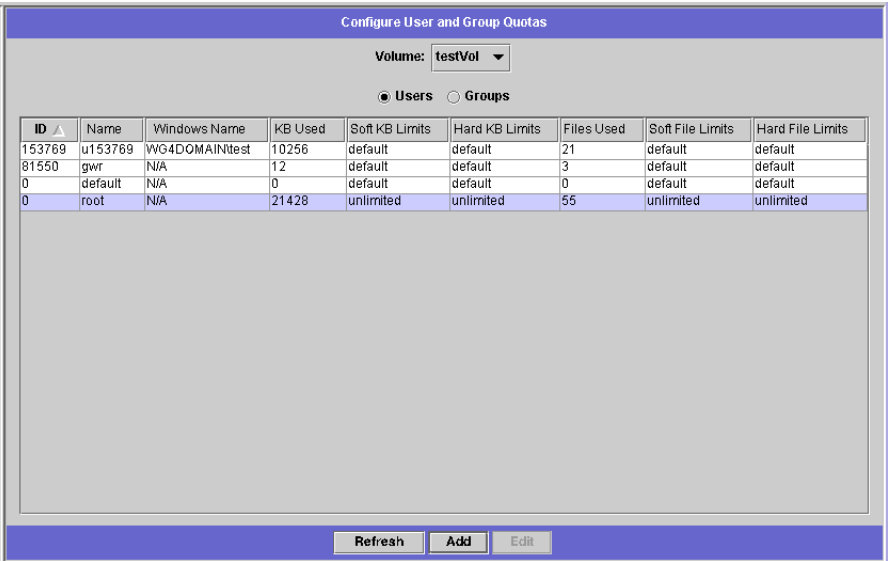 Configure User and Group Quotas
Volume: testVol
Users Groups
ID Name Windows Name KB Used Soft KB Limits Hard KB Limits Files Used Soft File Limits Hard File Limits
153769 u153769 WG4DOMAIN\test 10256 default default 21 default default
81550 gwr N/A 12 default default 3 default default
0 default N/A 0 default default 0 default default
0 root N/A 21428 unlimited unlimited 55 unlimited unlimited
Refresh Add Edit